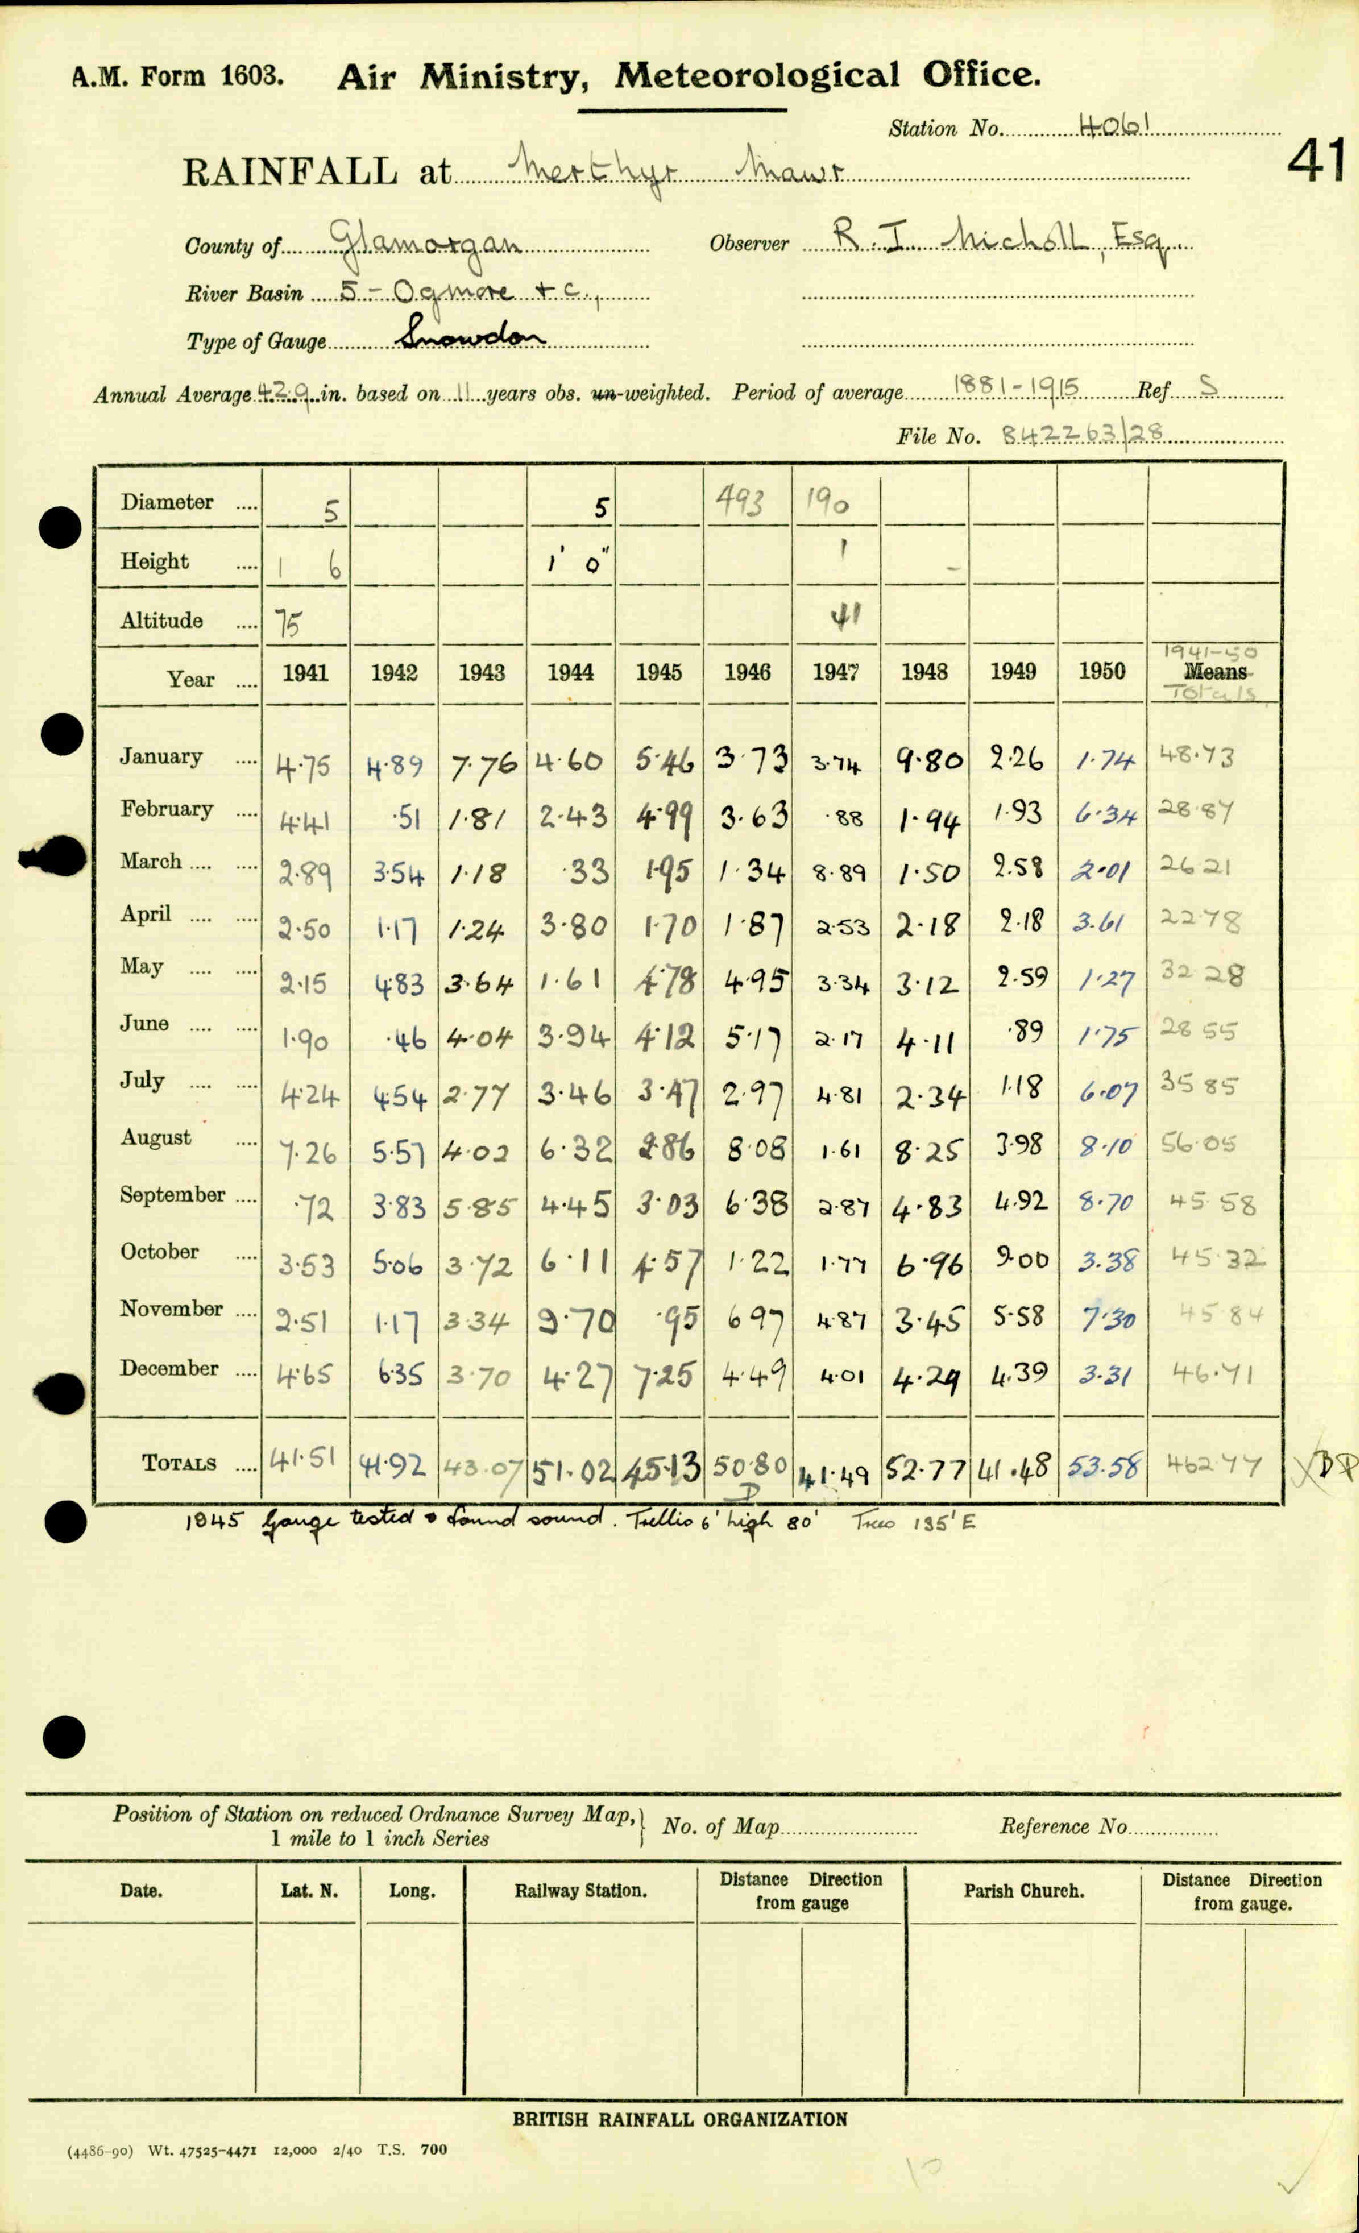 A.M. Form 1603. Air Ministry, Meteorological Office.
Station No. 4061
41
RAINFALL at Merthyr Mawr
County of Glamorgan Observer R. I. Nicholl, Esq.
River Basin 5 - Ogmore + c.,
Type of Gauge Snowdon
Annual Average 42.9 in. based on 11 years obs. un-weighted. Period of average 1881-1915 Ref S
File No. 842263/28
Diameter .... 5 5 493 190
Height .... 1 6 1' 0" 1 -
Altitude .... 75 41
1941-50
Year .... 1941 1942 1943 1944 1945 1946 1947 1948 1949 1950 Means
Totals
January .... 4.75 4.89 7.76 4.60 5.46 3.73 3.74 9.80 2.26 1.74 48.73
February .... 4.41 .51 1.81 2.43 4.99 3.63 .88 1.94 1.93 6.34 28.87
March .... .... 2.89 3.54 1.18 .33 1.95 1.34 8.89 1.50 2.58 2.01 26 21
April .... .... 2.50 1.17 1.24 3.80 1.70 1.87 2.53 2.18 2.18 3.61 22 78
May .... .... 2.15 4.83 3.64 1.61 4.78 4.95 3.34 3.12 2.59 1.27 32 28
June .... .... 1.90 .46 4.04 3.94 4.12 5.17 2.17 4.11 .89 1.75 28 55
July .... .... 4.24 4.54 2.77 3.46 3.47 2.97 4.81 2.34 1.18 6.07 35 85
August .... 7.26 5.57 4.02 6.32 2.86 8.08 1.61 8.25 3.98 8.10 56.05
September .... .72 3.83 5.85 4.45 3.03 6.38 2.87 4.83 4.92 8.70 45.58
October .... 3.53 5.06 3.72 6.11 4.57 1.22 1.77 6.96 9.00 3.38 45.32
November .... 2.51 1.17 3.34 9.70 .95 6 97 4.87 3.45 5.58 7.30 45.84
December .... 4.65 6.35 3.70 4.27 7.25 4.49 4.01 4.29 4.39 3.31 46.71
TOTALS .... 41.51 41.92 43.07 51.02 45.13 50.80 41.49 52.77 41.48 53.58 462.77
1945 Gauge tested & found sound. Trellis 6' high 80' Trees 135' E
Position of Station on reduced Ordnance Survey Map, } No. of Map Reference No.
1 mile to 1 inch Series
Date. Lat. N. Long. Railway Station. Distance Direction from gauge Parish Church. Distance Direction from gauge.
BRITISH RAINFALL ORGANIZATION
(4486-90) Wt. 47525-4471 12,000 2/40 T.S. 700